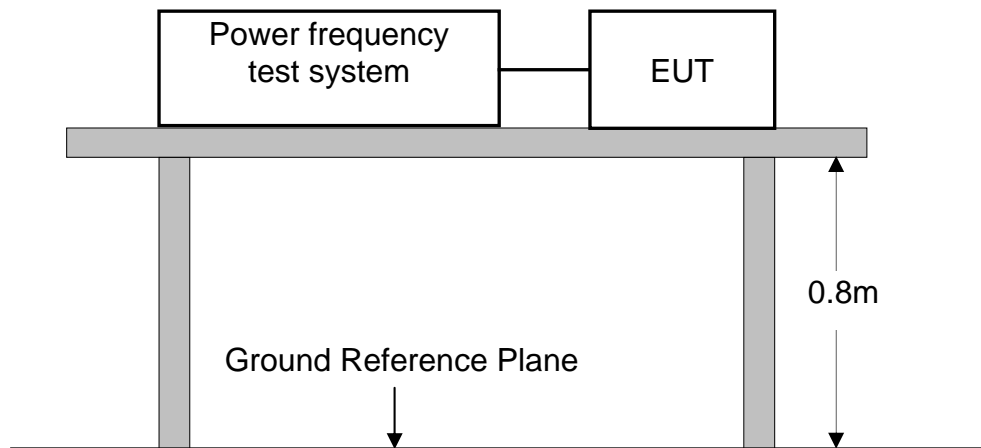 Power frequency
test system
EUT
0.8m
Ground Reference Plane